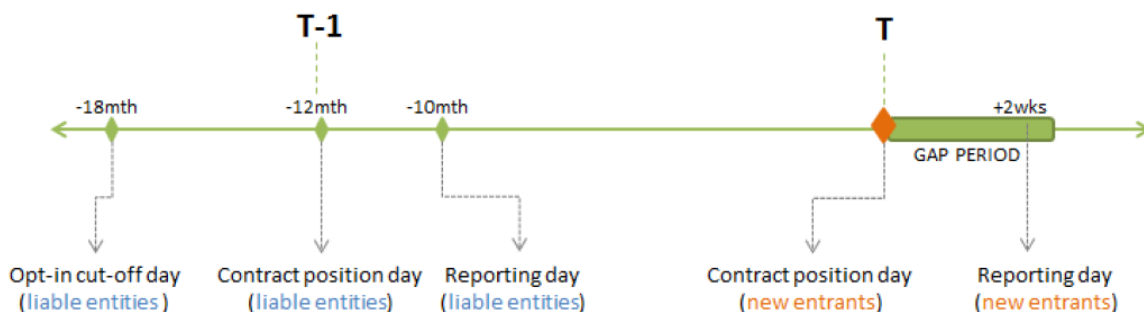 T-1
T
-18mth
-12mth
-10mth
+2wks
GAP PERIOD
Opt-in cut-off day
(liable entities)
Contract position day
(liable entities)
Reporting day
(liable entities)
Contract position day
(new entrants)
Reporting day
(new entrants)